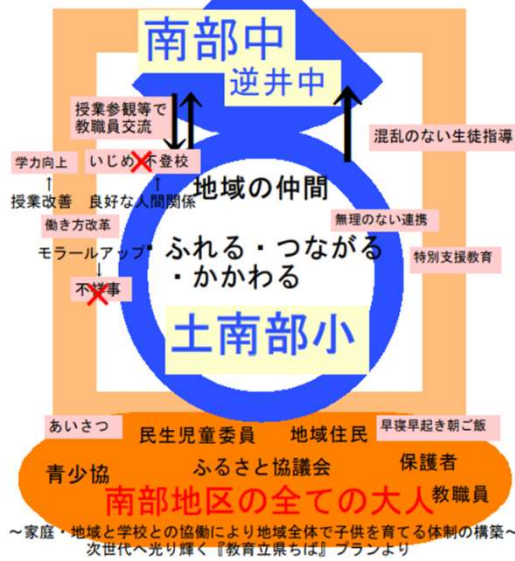 南部中
逆井中
授業参観等で
教職員交流
混乱のない生徒指導
学力向上
いじめ 不登校
↑
↑
授業改善
良好な人間関係
地域の仲間
働き方改革
無理のない連携
モラールアップ
・ふれる・つながる
・かかわる
特別支援教育
↓
不祥事
土南部小
あいさつ
民生児童委員
地域住民
早寝早起き朝ご飯
青少協
ふるさと協議会
保護者
南部地区の全ての大人
教職員
～家庭・地域と学校との協働により地域全体で子供を育てる体制の構築～
次世代へ光り輝く『教育立県ちば』プランより